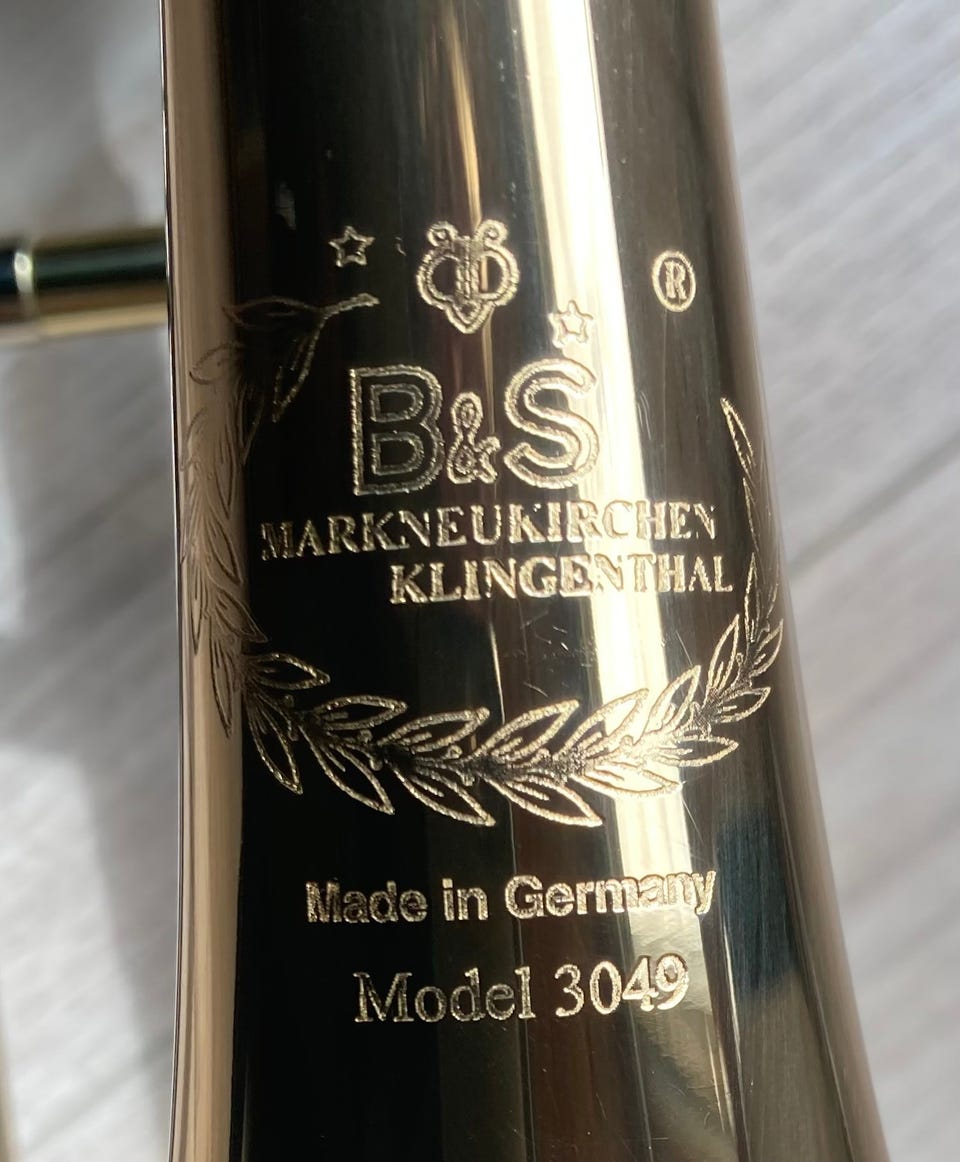 ®
B&S
MARKNEUKIRCHEN
KLINGENTHAL
Made in Germany
Model 3049